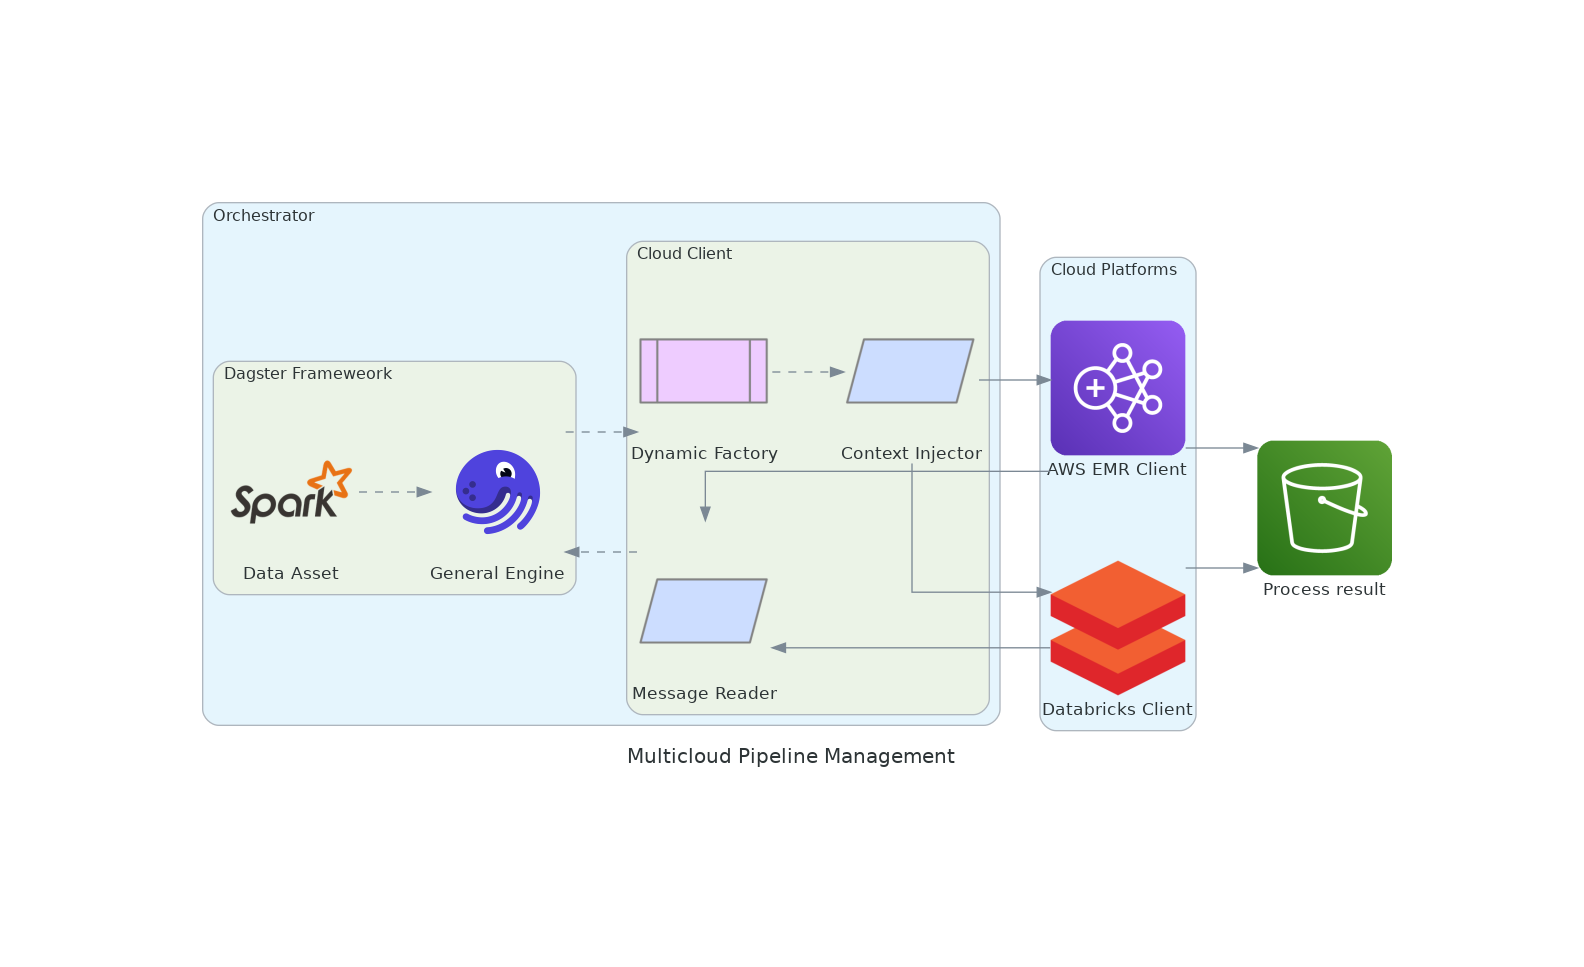 Orchestrator
Cloud Client
Cloud Platforms
Dagster Frameweork
Dynamic Factory
Context Injector
AWS EMR Client
Spark
Data Asset
General Engine
Process result
Message Reader
Databricks Client
Multicloud Pipeline Management